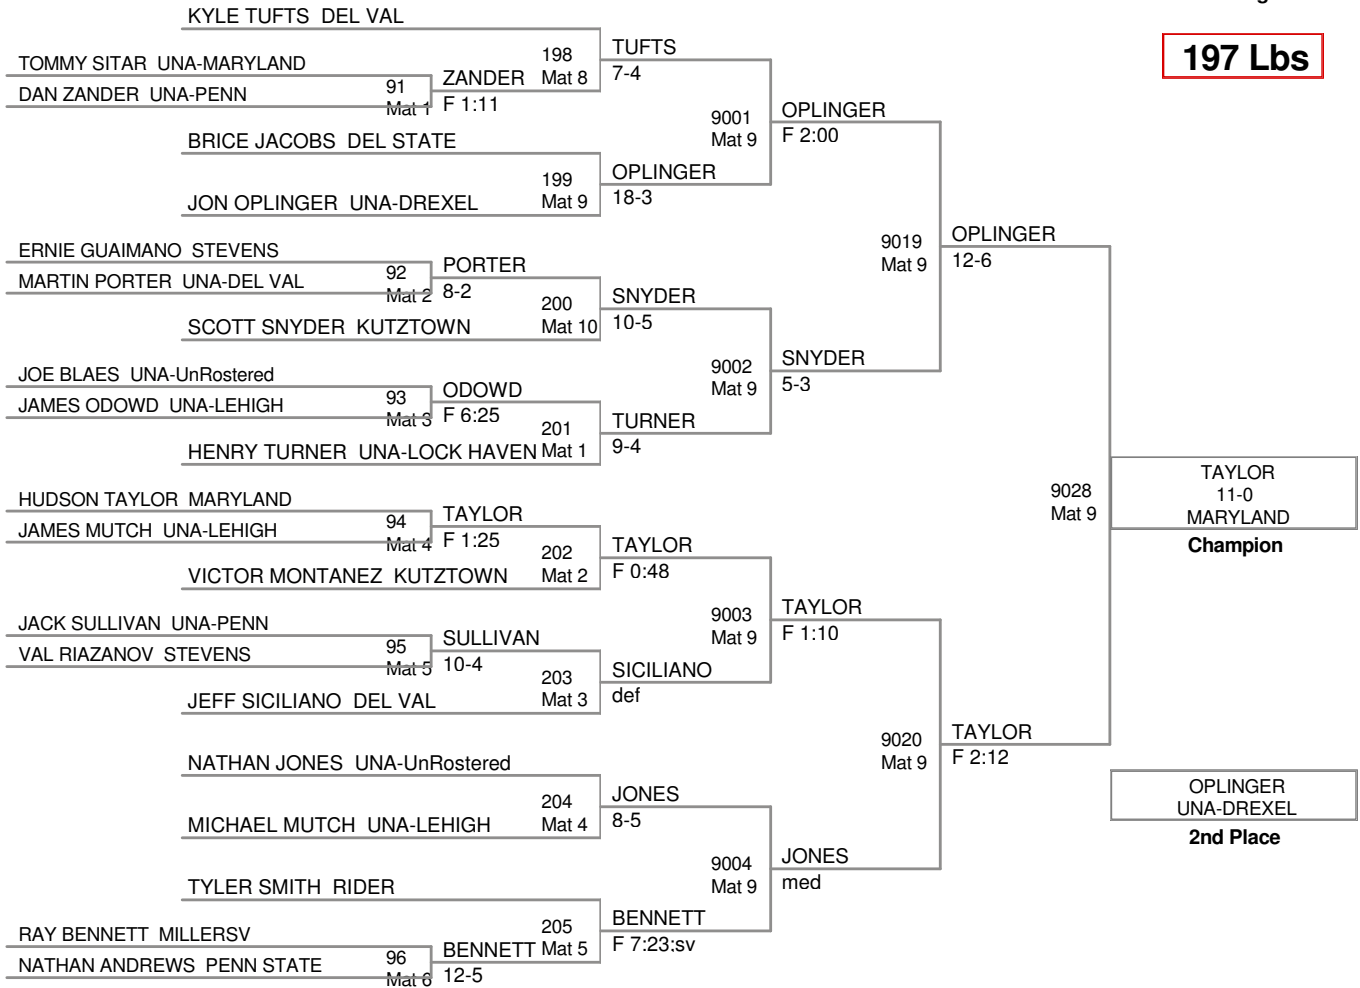 KYLE TUFTS  DEL VAL
197 Lbs
198
TUFTS
TOMMY SITAR  UNA-MARYLAND
ZANDER
Mat 8
7-4
91
DAN ZANDER  UNA-PENN
Mat 1
F 1:11
9001
OPLINGER
BRICE JACOBS  DEL STATE
Mat 9
F 2:00
199
OPLINGER
JON OPLINGER  UNA-DREXEL
Mat 9
18-3
ERNIE GUAIMANO  STEVENS
9019
OPLINGER
92
PORTER
Mat 9
12-6
MARTIN PORTER  UNA-DEL VAL
Mat 2
8-2
200
SNYDER
SCOTT SNYDER  KUTZTOWN
Mat 10
10-5
JOE BLAES  UNA-UnRostered
9002
SNYDER
93
ODOWD
Mat 9
5-3
JAMES ODOWD  UNA-LEHIGH
Mat 3
F 6:25
201
TURNER
HENRY TURNER  UNA-LOCK HAVEN
Mat 1
9-4
HUDSON TAYLOR  MARYLAND
9028
TAYLOR
94
TAYLOR
Mat 9
11-0
JAMES MUTCH  UNA-LEHIGH
Mat 4
F 1:25
MARYLAND
202
TAYLOR
Champion
VICTOR MONTANEZ  KUTZTOWN
Mat 2
F 0:48
JACK SULLIVAN  UNA-PENN
9003
TAYLOR
95
SULLIVAN
Mat 9
F 1:10
VAL RIAZANOV  STEVENS
Mat 5
10-4
203
SICILIANO
JEFF SICILIANO  DEL VAL
Mat 3
def
9020
TAYLOR
NATHAN JONES  UNA-UnRostered
Mat 9
F 2:12
204
JONES
OPLINGER
MICHAEL MUTCH  UNA-LEHIGH
Mat 4
8-5
UNA-DREXEL
2nd Place
9004
JONES
TYLER SMITH  RIDER
Mat 9
med
205
BENNETT
RAY BENNETT  MILLERSV
BENNETT
Mat 5
F 7:23:sv
96
NATHAN ANDREWS  PENN STATE
Mat 6
12-5